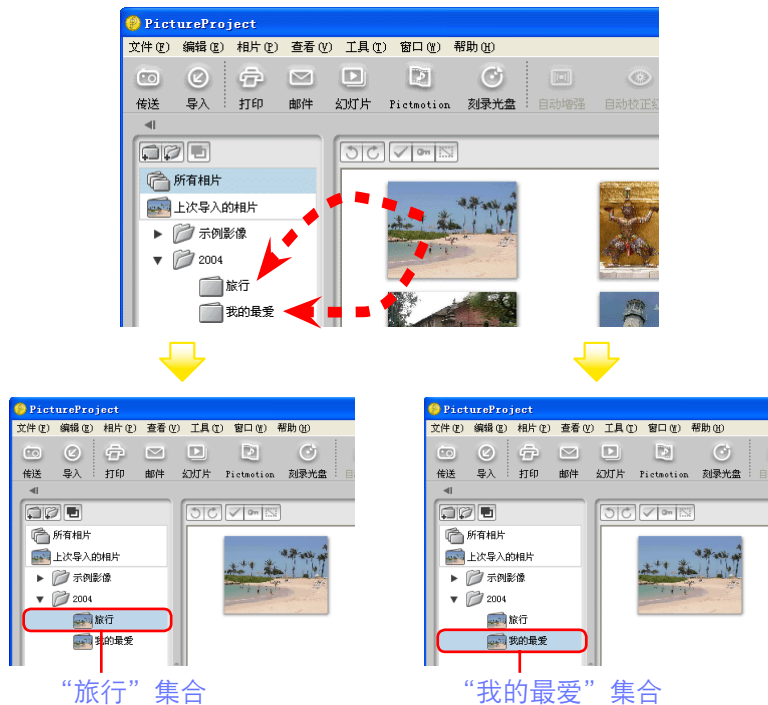 PictureProject
文件(F) 编辑(E) 相片(P) 查看(V) 工具(T) 窗口(W) 帮助(H)
传送 导入 打印 邮件 幻灯片 Pictmotion 刻录光盘 自动增强 自动校正红
所有相片
上次导入的相片
示例影像
2004
旅行
我的最爱
PictureProject
文件(F) 编辑(E) 相片(P) 查看(V) 工具(T) 窗口(W) 帮助(H)
传送 导入 打印 邮件 幻灯片 Pictmotion 刻录光盘
所有相片
上次导入的相片
示例影像
2004
旅行
我的最爱
“旅行”集合
PictureProject
文件(F) 编辑(E) 相片(P) 查看(V) 工具(T) 窗口(W) 帮助(H)
传送 导入 打印 邮件 幻灯片 Pictmotion 刻录光盘
所有相片
上次导入的相片
示例影像
2004
旅行
我的最爱
“我的最爱”集合